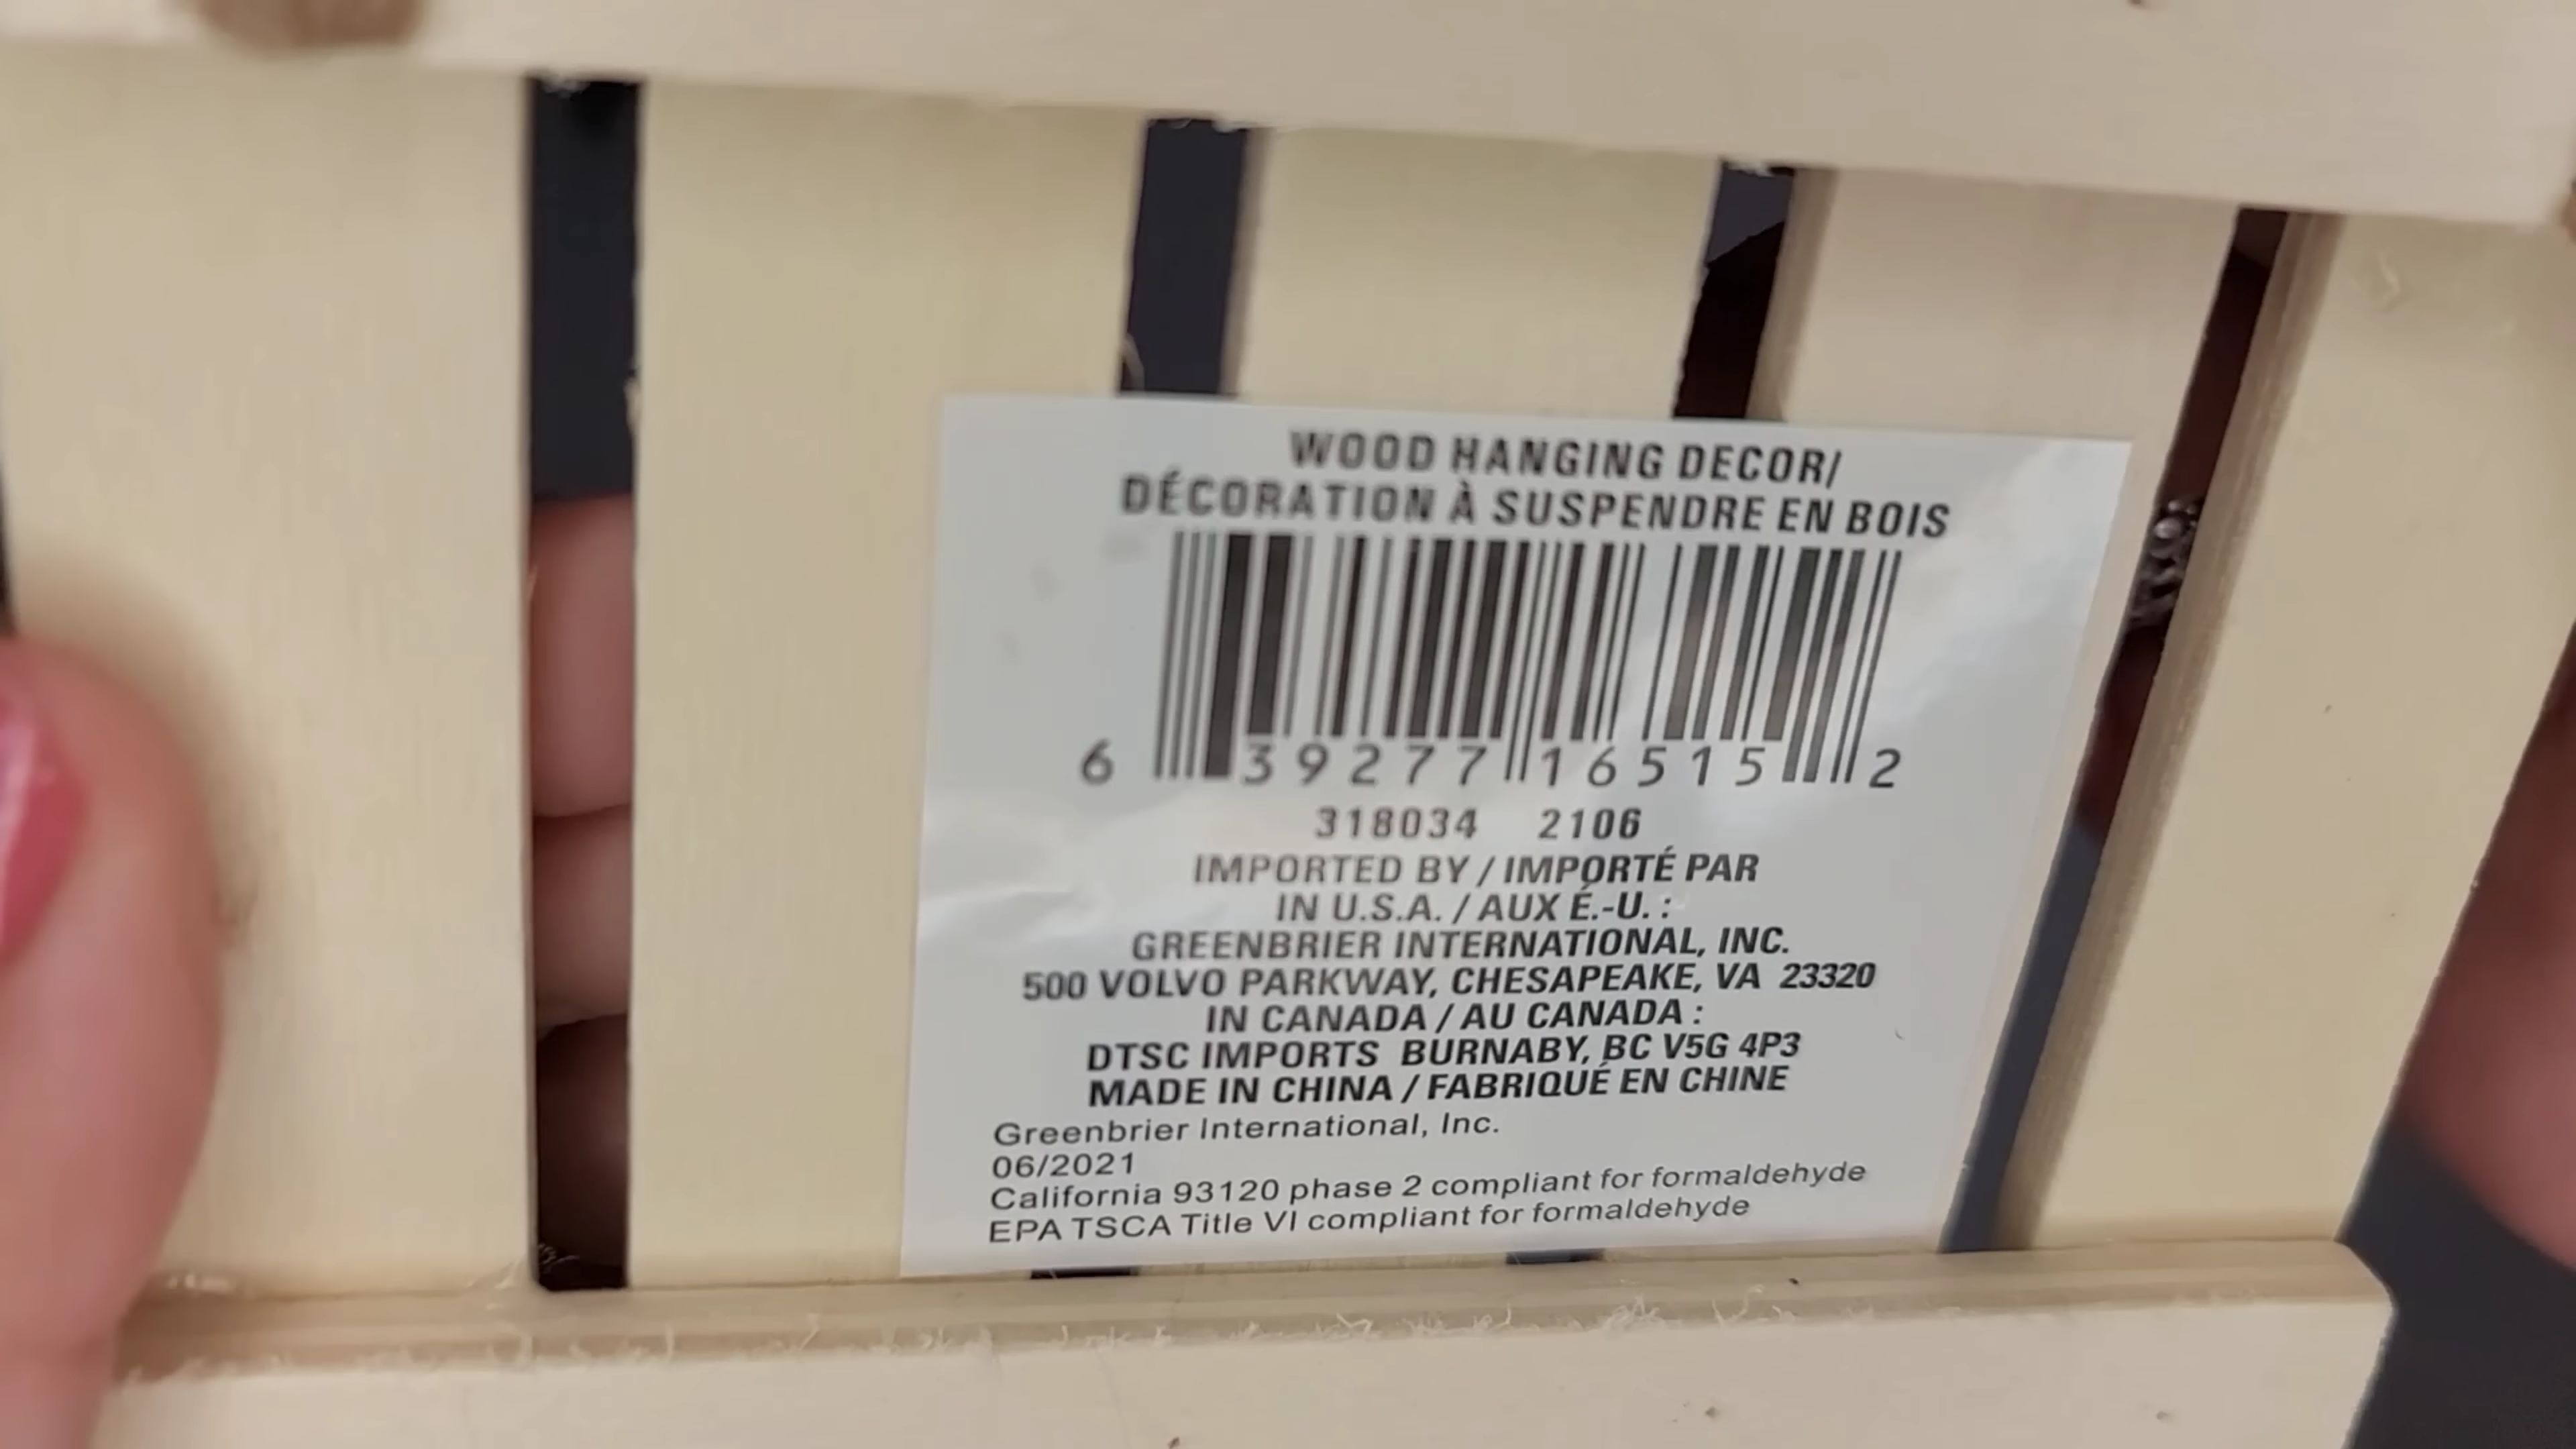 WOOD HANGING DECOR/
DÉCORATION À SUSPENDRE EN BOIS
6 39277 16515 2
318034 2106
IMPORTED BY / IMPORTÉ PAR
IN U.S.A. / AUX É.-U. :
GREENBRIER INTERNATIONAL, INC.
500 VOLVO PARKWAY, CHESAPEAKE, VA 23320
IN CANADA / AU CANADA :
DTSC IMPORTS BURNABY, BC V5G 4P3
MADE IN CHINA / FABRIQUÉ EN CHINE
Greenbrier International, Inc.
06/2021
California 93120 phase 2 compliant for formaldehyde
EPA TSCA Title VI compliant for formaldehyde